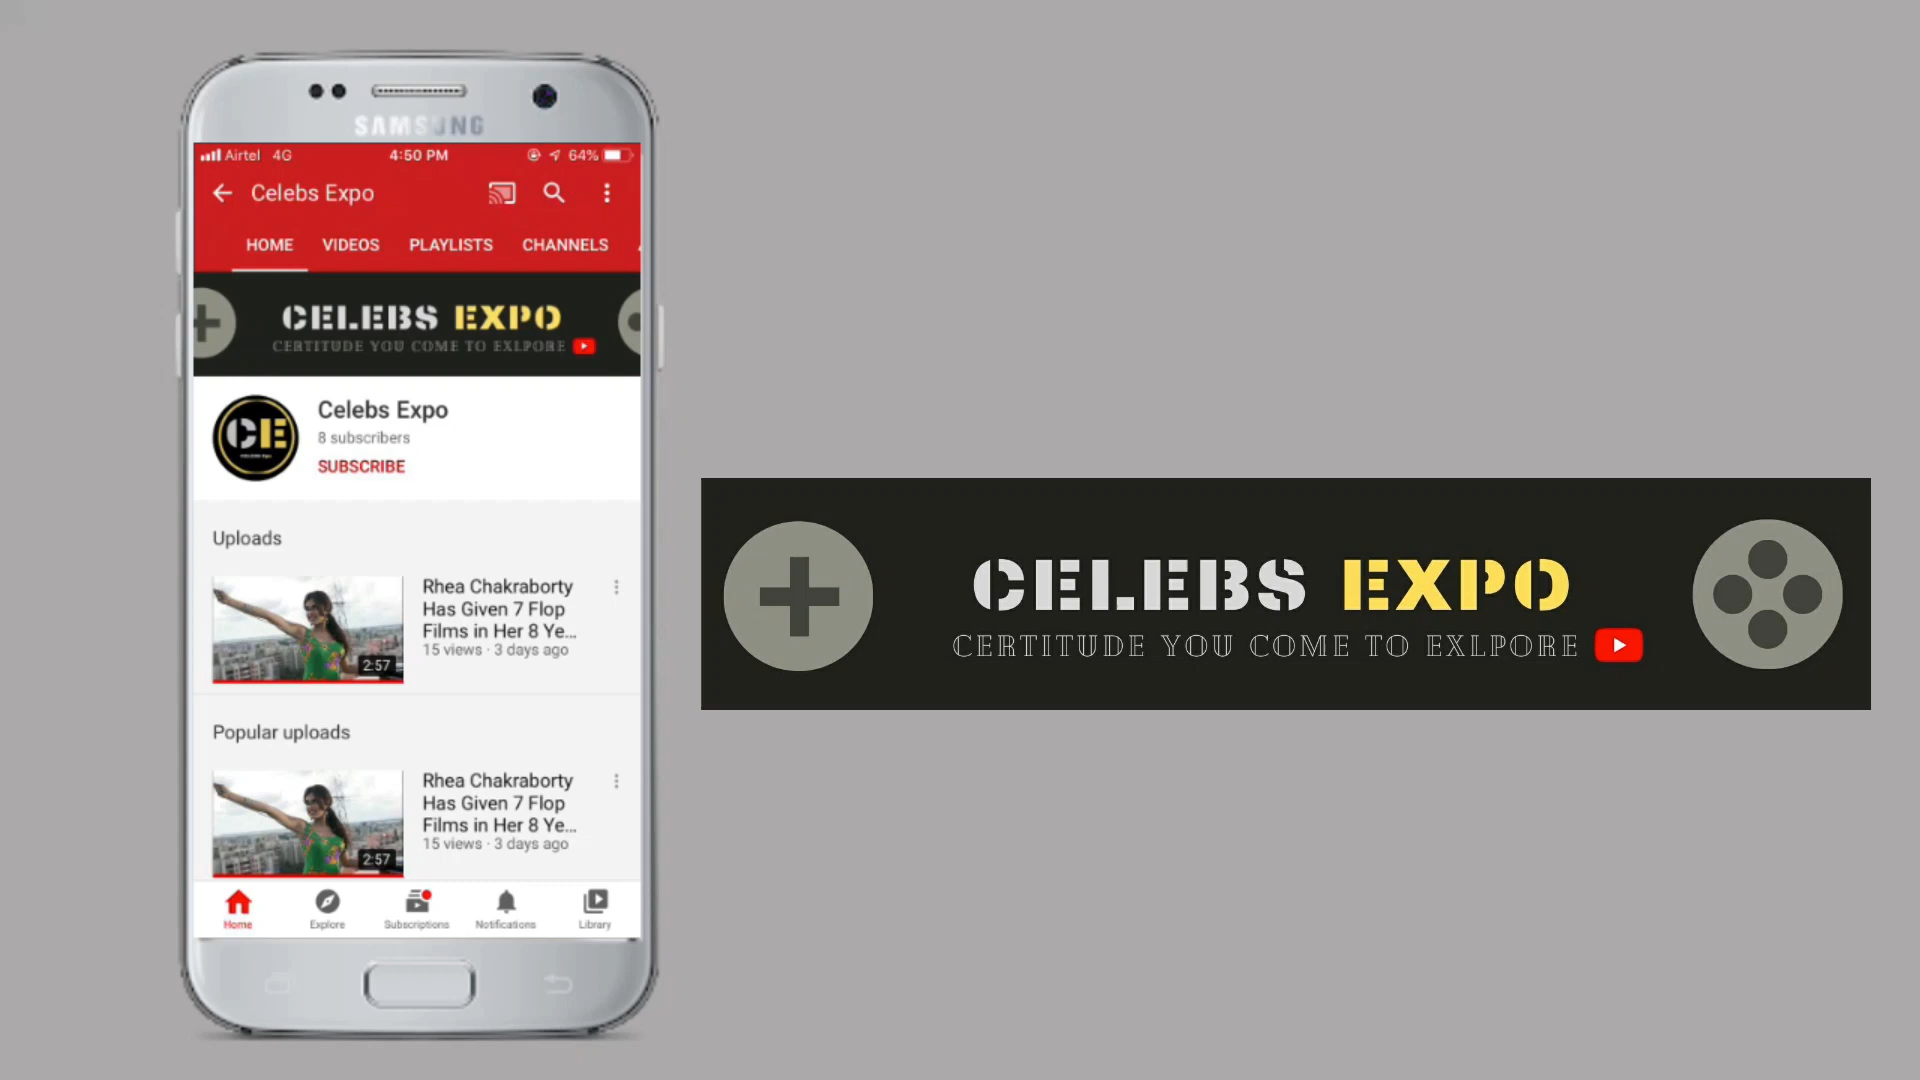 SAMSUNG
Airtel 4G 4:50 PM 64%
Celebs Expo
HOME VIDEOS PLAYLISTS CHANNELS
CELEBS EXPO
CERTITUDE YOU COME TO EXLPORE
CE
Celebs Expo
8 subscribers
SUBSCRIBE
Uploads
Rhea Chakraborty
Has Given 7 Flop
Films in Her 8 Ye...
15 views · 3 days ago
2:57
Popular uploads
Rhea Chakraborty
Has Given 7 Flop
Films in Her 8 Ye...
15 views · 3 days ago
2:57
Home Explore Subscriptions Notifications Library
CELEBS EXPO
CERTITUDE YOU COME TO EXLPORE